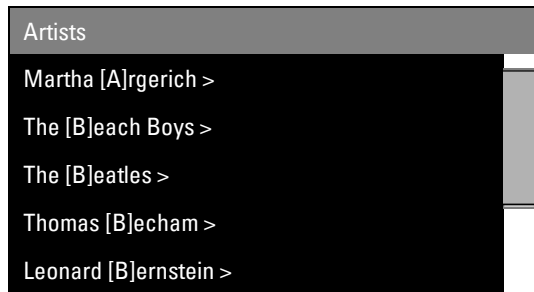 Artists
Martha [A]rgerich >
The [B]each Boys >
The [B]eatles >
Thomas [B]echam >
Leonard [B]ernstein >